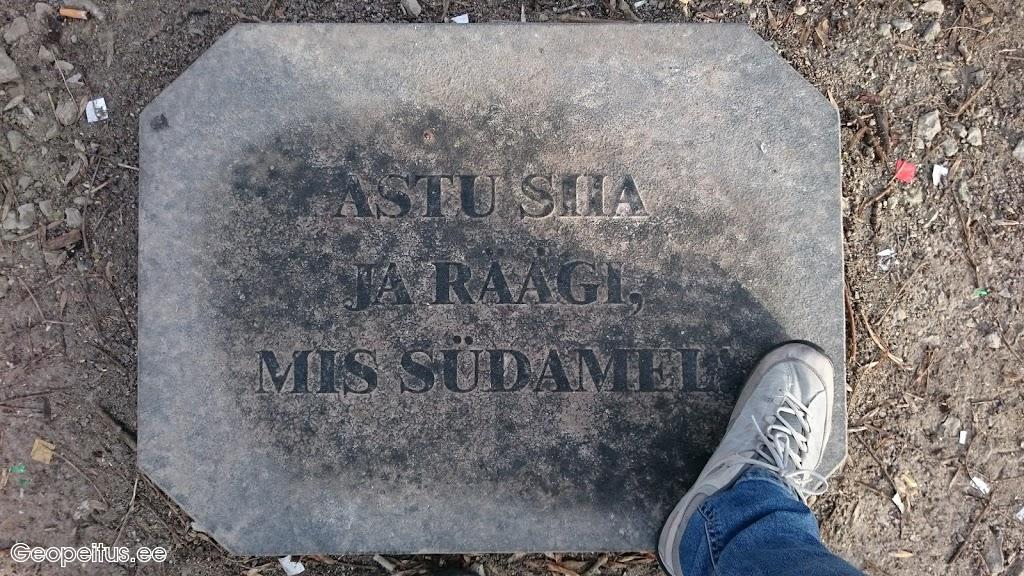 ASTU SIIA
JA RÄÄGI,
MIS SÜDAMEL
Geopeitus.ee